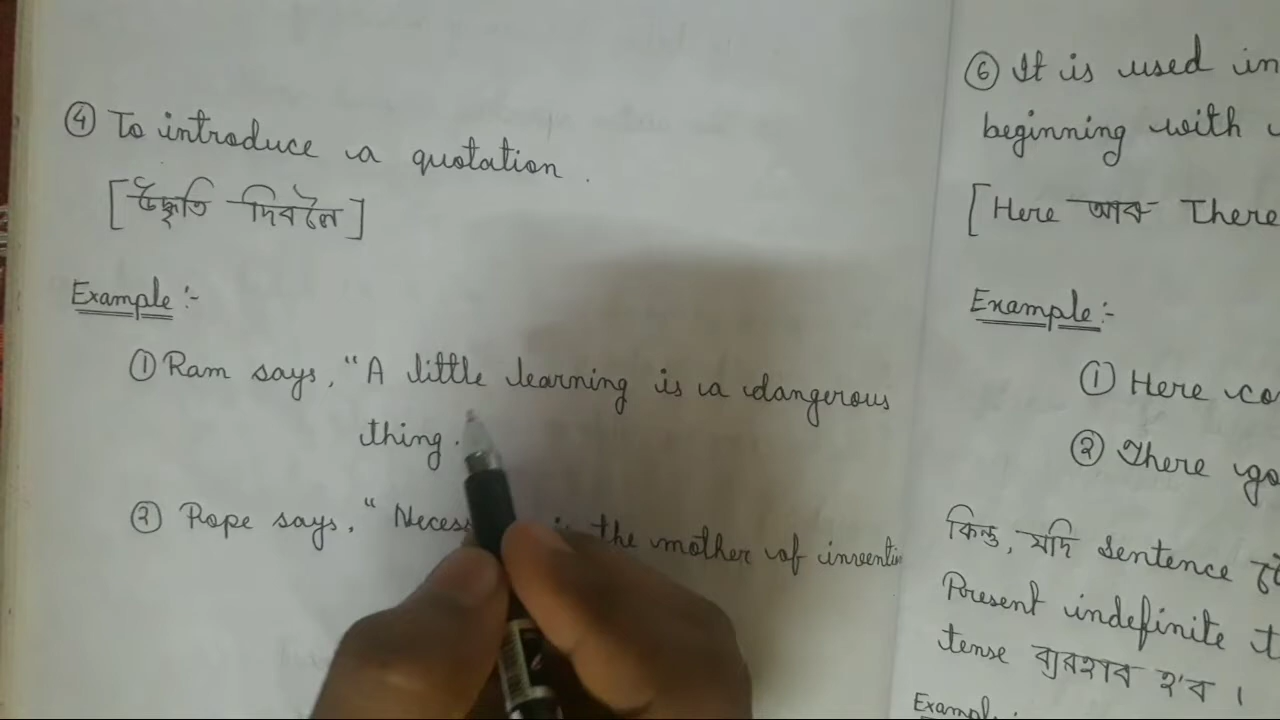 ④ To introduce a quotation.
[উদ্ধৃতি দিবলৈ]
Example :-
① Ram says, "A little learning is a dangerous
thing.
② Pope says, " the mother of
⑥ It is used in
beginning with
[Here আৰু There
Example :-
① Here
② There
কিন্তু, যদি sentence
Present indefinite
tense ব্যৱহাৰ হ'ব ।
Example